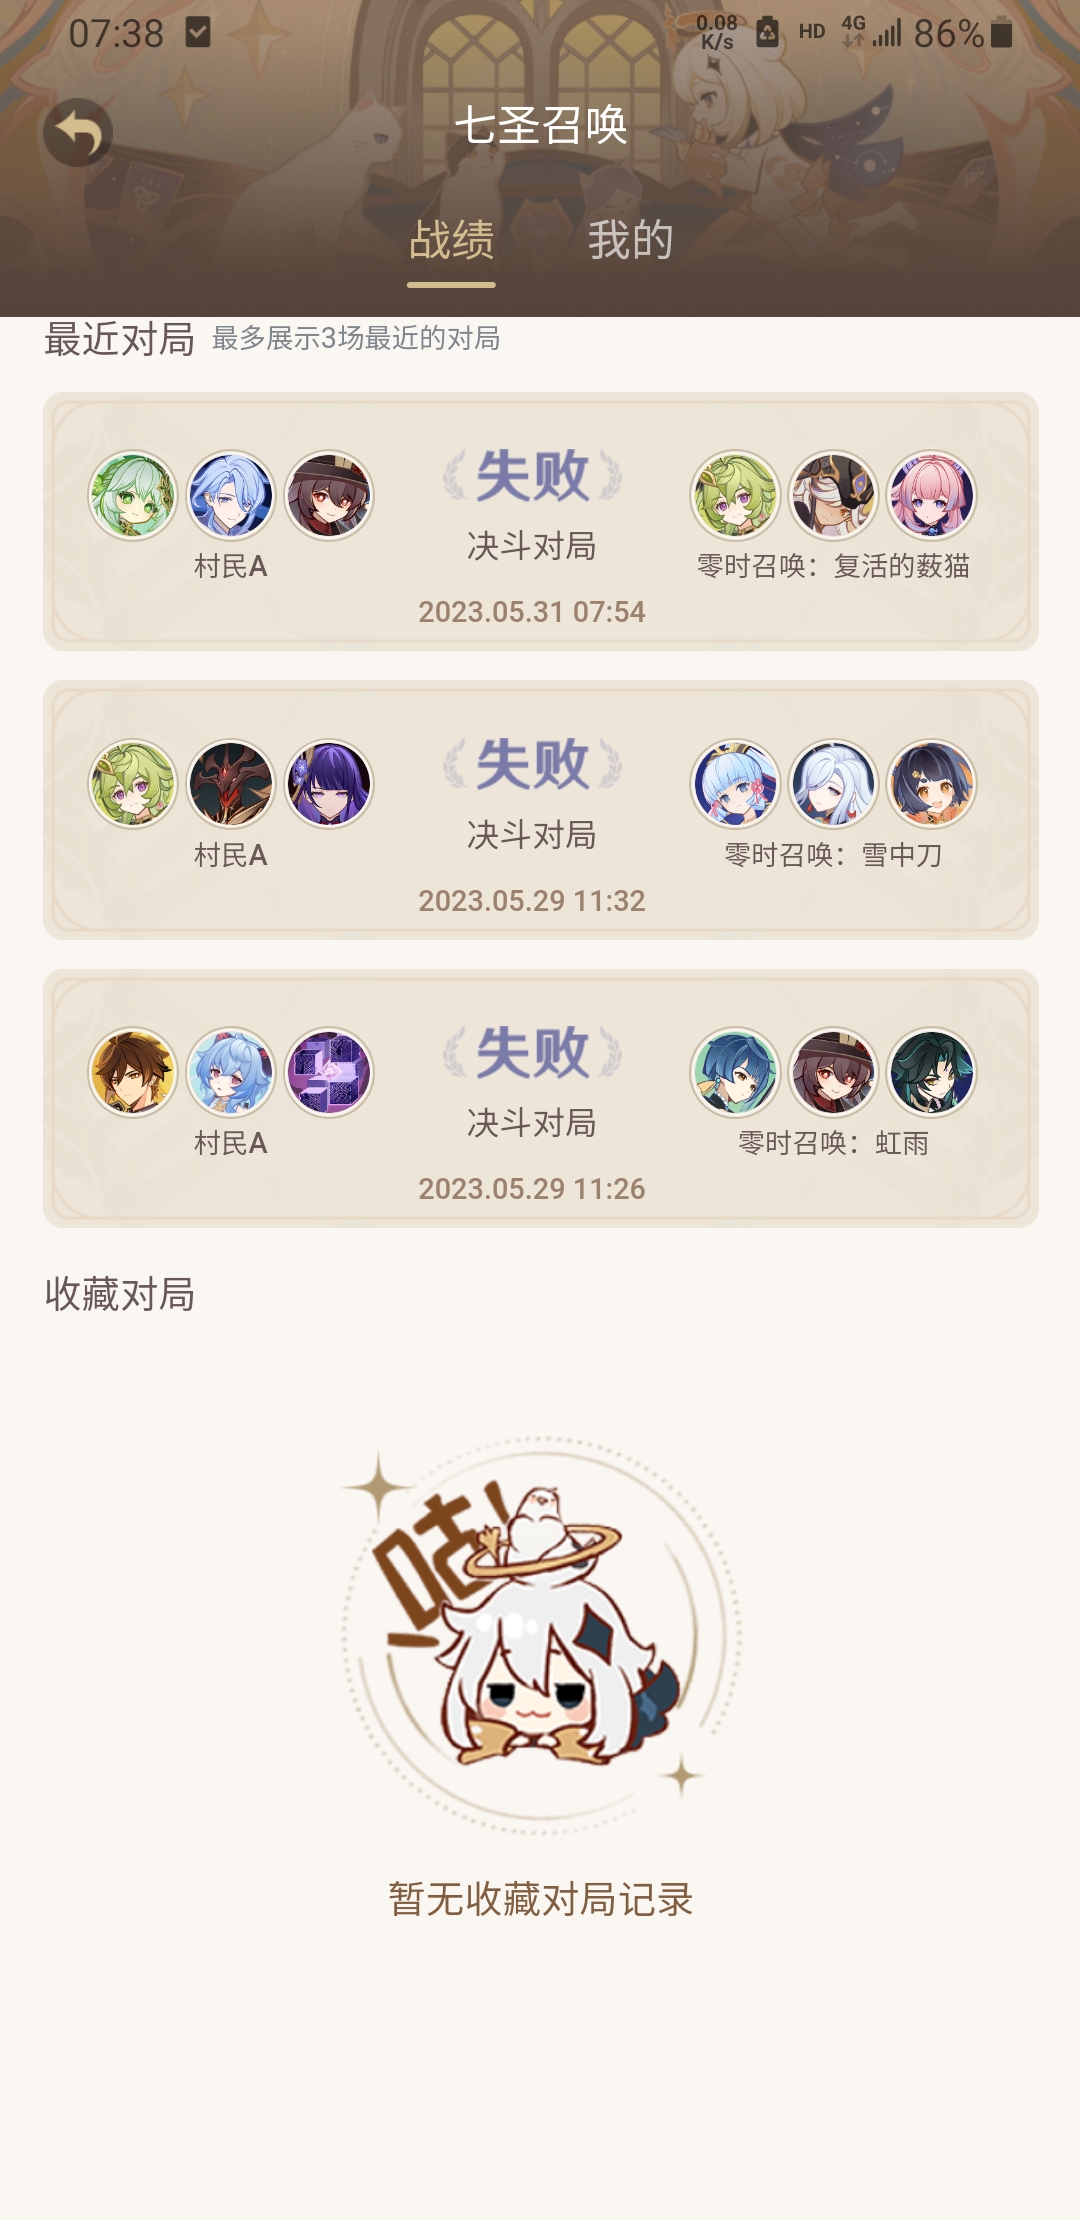 07:38 0.08 K/s HD 4G 86%
七圣召唤
战绩 我的
最近对局 最多展示3场最近的对局
失败
决斗对局
村民A 零时召唤：复活的薮猫
2023.05.31 07:54
失败
决斗对局
村民A 零时召唤：雪中刀
2023.05.29 11:32
失败
决斗对局
村民A 零时召唤：虹雨
2023.05.29 11:26
收藏对局
咕!
暂无收藏对局记录